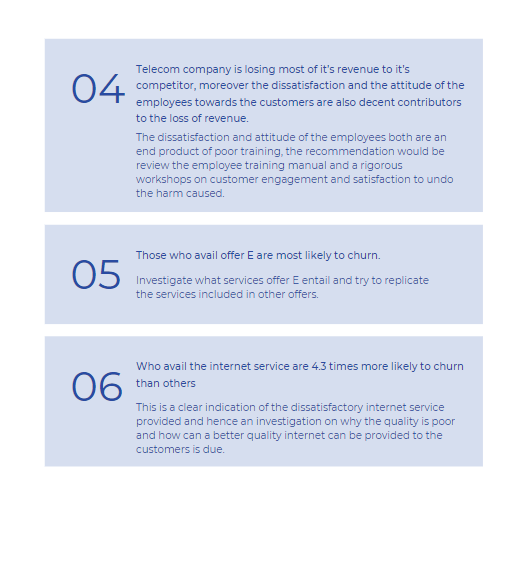 04
Telecom company is losing most of it's revenue to it's
competitor, moreover the dissatisfaction and the attitude of the
employees towards the customers are also decent contributors
to the loss of revenue.
The dissatisfaction and attitude of the employees both are an
end product of poor training, the recommendation would be
review the employee training manual and a rigorous
workshops on customer engagement and satisfaction to undo
the harm caused.
05
Those who avail offer E are most likely to churn.
Investigate what services offer E entail and try to replicate
the services included in other offers.
06
Who avail the internet service are 4.3 times more likely to churn
than others
This is a clear indication of the dissatisfactory internet service
provided and hence an investigation on why the quality is poor
and how can a better quality internet can be provided to the
customers is due.